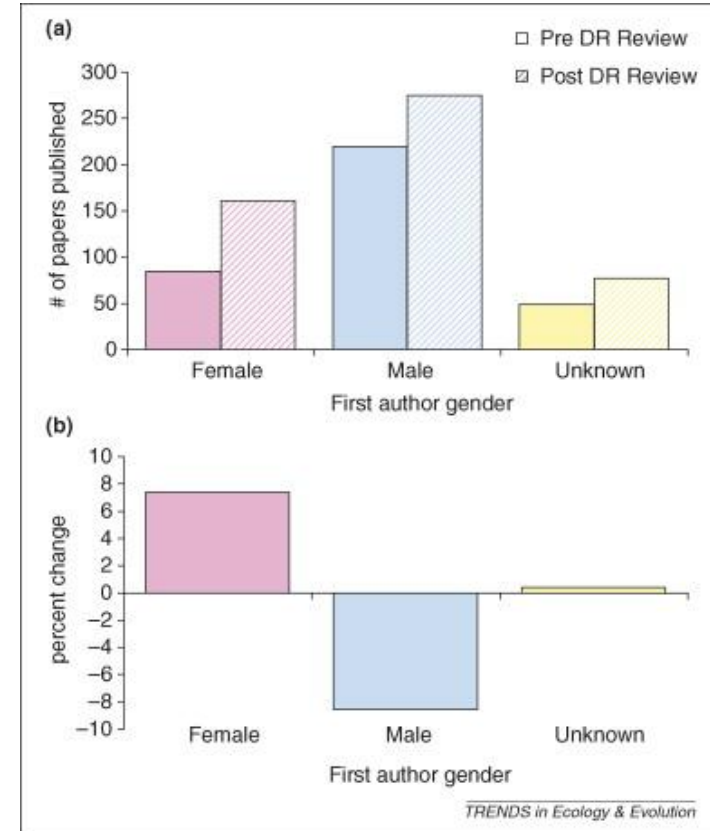 (a)
□ Pre DR Review
▨ Post DR Review
300
250
200
150
100
50
0
# of papers published
Female Male Unknown
First author gender
(b)
10
8
6
4
2
0
−2
−4
−6
−8
−10
percent change
Female Male Unknown
First author gender
TRENDS in Ecology & Evolution